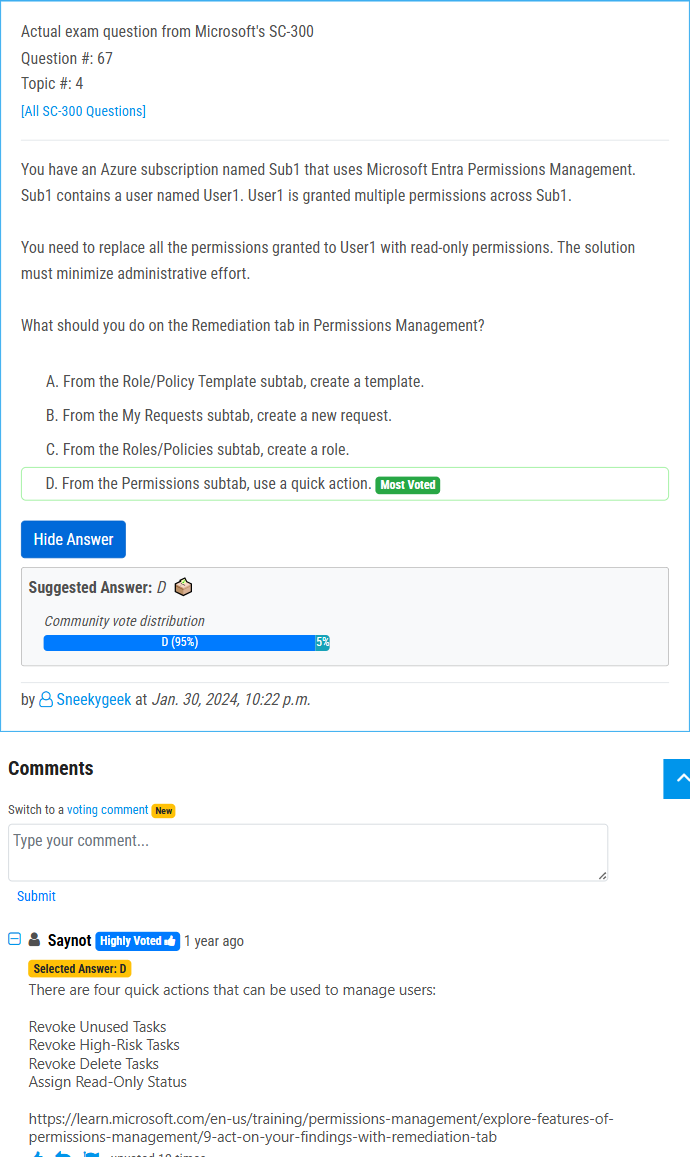 Actual exam question from Microsoft's SC-300
Question #: 67
Topic #: 4
[All SC-300 Questions]
You have an Azure subscription named Sub1 that uses Microsoft Entra Permissions Management.
Sub1 contains a user named User1. User1 is granted multiple permissions across Sub1.
You need to replace all the permissions granted to User1 with read-only permissions. The solution
must minimize administrative effort.
What should you do on the Remediation tab in Permissions Management?
A. From the Role/Policy Template subtab, create a template.
B. From the My Requests subtab, create a new request.
C. From the Roles/Policies subtab, create a role.
D. From the Permissions subtab, use a quick action. Most Voted
Hide Answer
Suggested Answer: D
Community vote distribution
D (95%) 5%
by Sneekygeek at Jan. 30, 2024, 10:22 p.m.
Comments
Switch to a voting comment New
Type your comment...
Submit
Saynot Highly Voted 1 year ago
Selected Answer: D
There are four quick actions that can be used to manage users:
Revoke Unused Tasks
Revoke High-Risk Tasks
Revoke Delete Tasks
Assign Read-Only Status
https://learn.microsoft.com/en-us/training/permissions-management/explore-features-of-
permissions-management/9-act-on-your-findings-with-remediation-tab